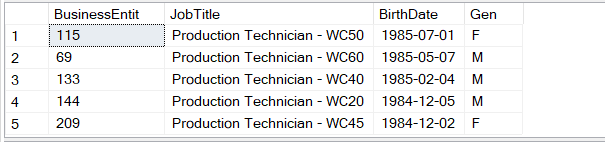 BusinessEntit JobTitle BirthDate Gen
1 115 Production Technician - WC50 1985-07-01 F
2 69 Production Technician - WC60 1985-05-07 M
3 133 Production Technician - WC40 1985-02-04 M
4 144 Production Technician - WC20 1984-12-05 M
5 209 Production Technician - WC45 1984-12-02 F